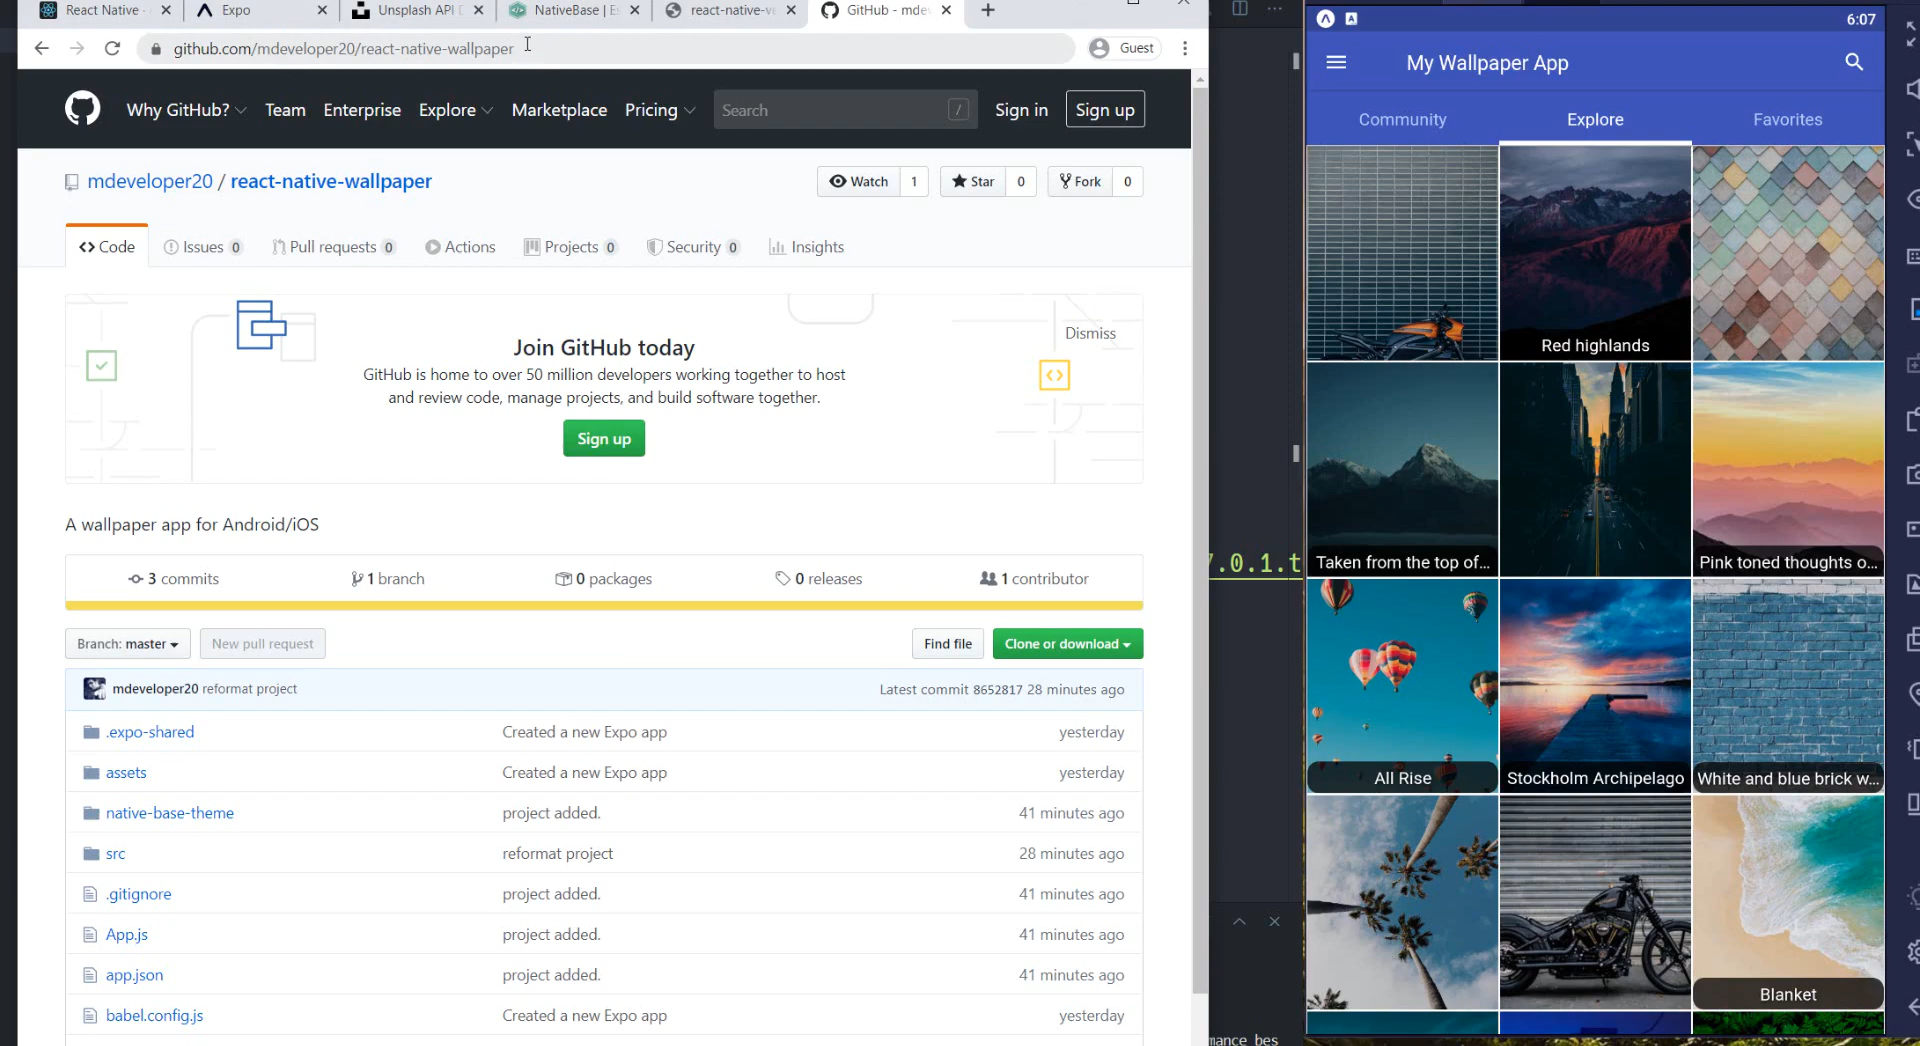 React Native -
Expo
Unsplash API
NativeBase | E
react-native-v
GitHub - mde
github.com/mdeveloper20/react-native-wallpaper
Guest
Why GitHub?
Team
Enterprise
Explore
Marketplace
Pricing
Search
/
Sign in
Sign up
mdeveloper20 / react-native-wallpaper
Watch 1
Star 0
Fork 0
Code
Issues 0
Pull requests 0
Actions
Projects 0
Security 0
Insights
Dismiss
Join GitHub today
GitHub is home to over 50 million developers working together to host
and review code, manage projects, and build software together.
Sign up
A wallpaper app for Android/iOS
3 commits
1 branch
0 packages
0 releases
1 contributor
Branch: master
New pull request
Find file
Clone or download
mdeveloper20 reformat project
Latest commit 8652817 28 minutes ago
.expo-shared Created a new Expo app yesterday
assets Created a new Expo app yesterday
native-base-theme project added. 41 minutes ago
src reformat project 28 minutes ago
.gitignore project added. 41 minutes ago
App.js project added. 41 minutes ago
app.json project added. 41 minutes ago
babel.config.js Created a new Expo app yesterday
7.0.1.t
mance bes
6:07
My Wallpaper App
Community
Explore
Favorites
Red highlands
Taken from the top of...
Pink toned thoughts o...
All Rise
Stockholm Archipelago
White and blue brick w...
Blanket